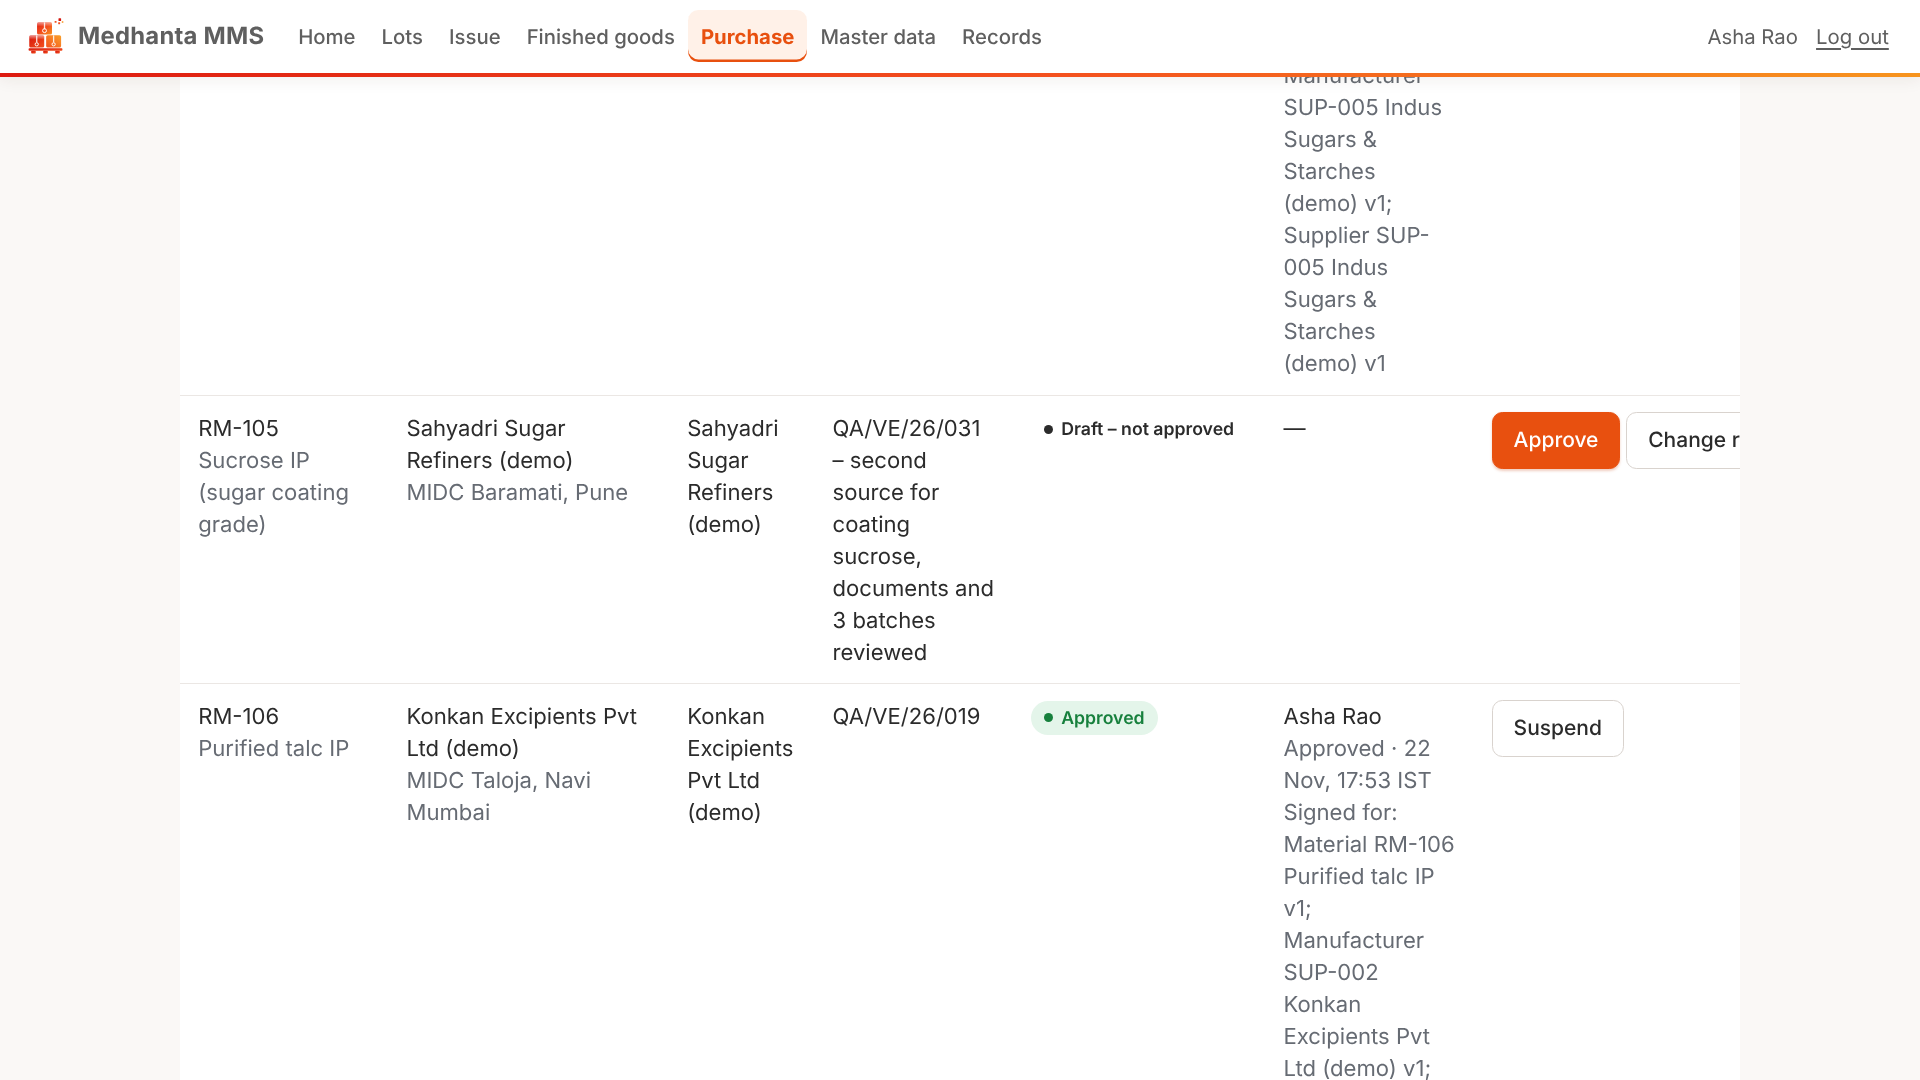 Medhanta MMS
Home
Lots
Issue
Finished goods
Purchase
Master data
Records
Asha Rao
Log out
Manufacturer
SUP-005 Indus
Sugars &
Starches
(demo) v1;
Supplier SUP-
005 Indus
Sugars &
Starches
(demo) v1
RM-105
Sucrose IP
(sugar coating
grade)
Sahyadri Sugar
Refiners (demo)
MIDC Baramati, Pune
Sahyadri
Sugar
Refiners
(demo)
QA/VE/26/031
– second
source for
coating
sucrose,
documents and
3 batches
reviewed
Draft – not approved
—
Approve
Change r
RM-106
Purified talc IP
Konkan Excipients Pvt
Ltd (demo)
MIDC Taloja, Navi
Mumbai
Konkan
Excipients
Pvt Ltd
(demo)
QA/VE/26/019
Approved
Asha Rao
Approved · 22
Nov, 17:53 IST
Signed for:
Material RM-106
Purified talc IP
v1;
Manufacturer
SUP-002
Konkan
Excipients Pvt
Ltd (demo) v1;
Suspend